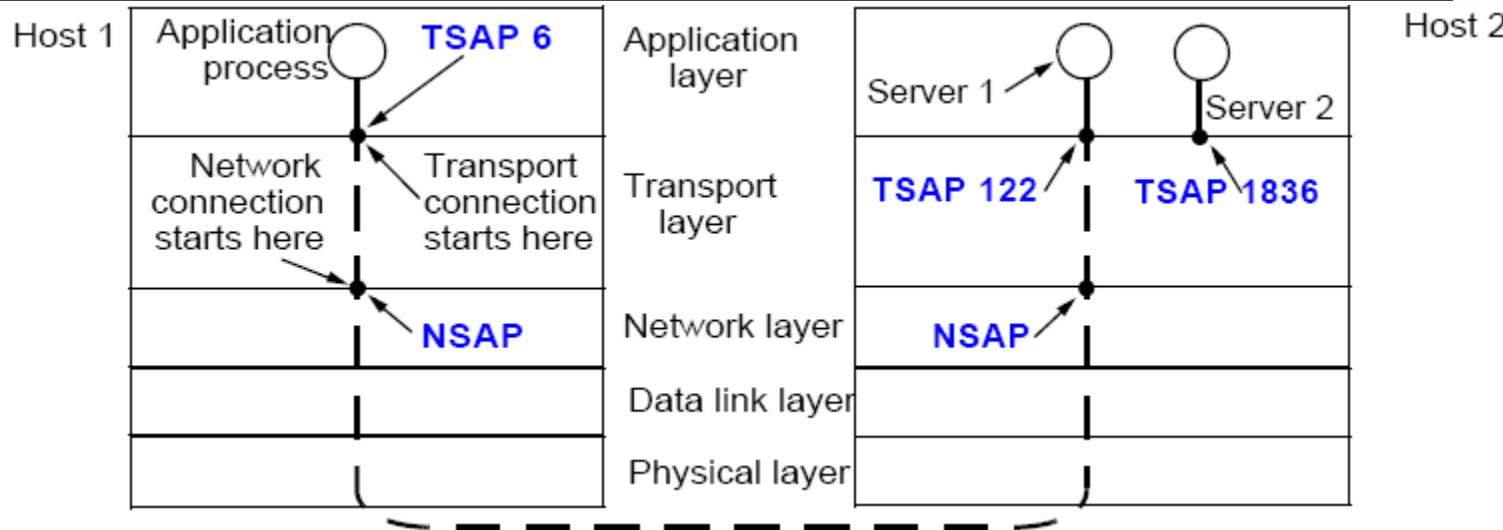 Host 1
Application
process
TSAP 6
Network
connection
starts here
Transport
connection
starts here
NSAP
Application
layer
Transport
layer
Network layer
Data link layer
Physical layer
Server 1
Server 2
TSAP 122
TSAP 1836
NSAP
Host 2